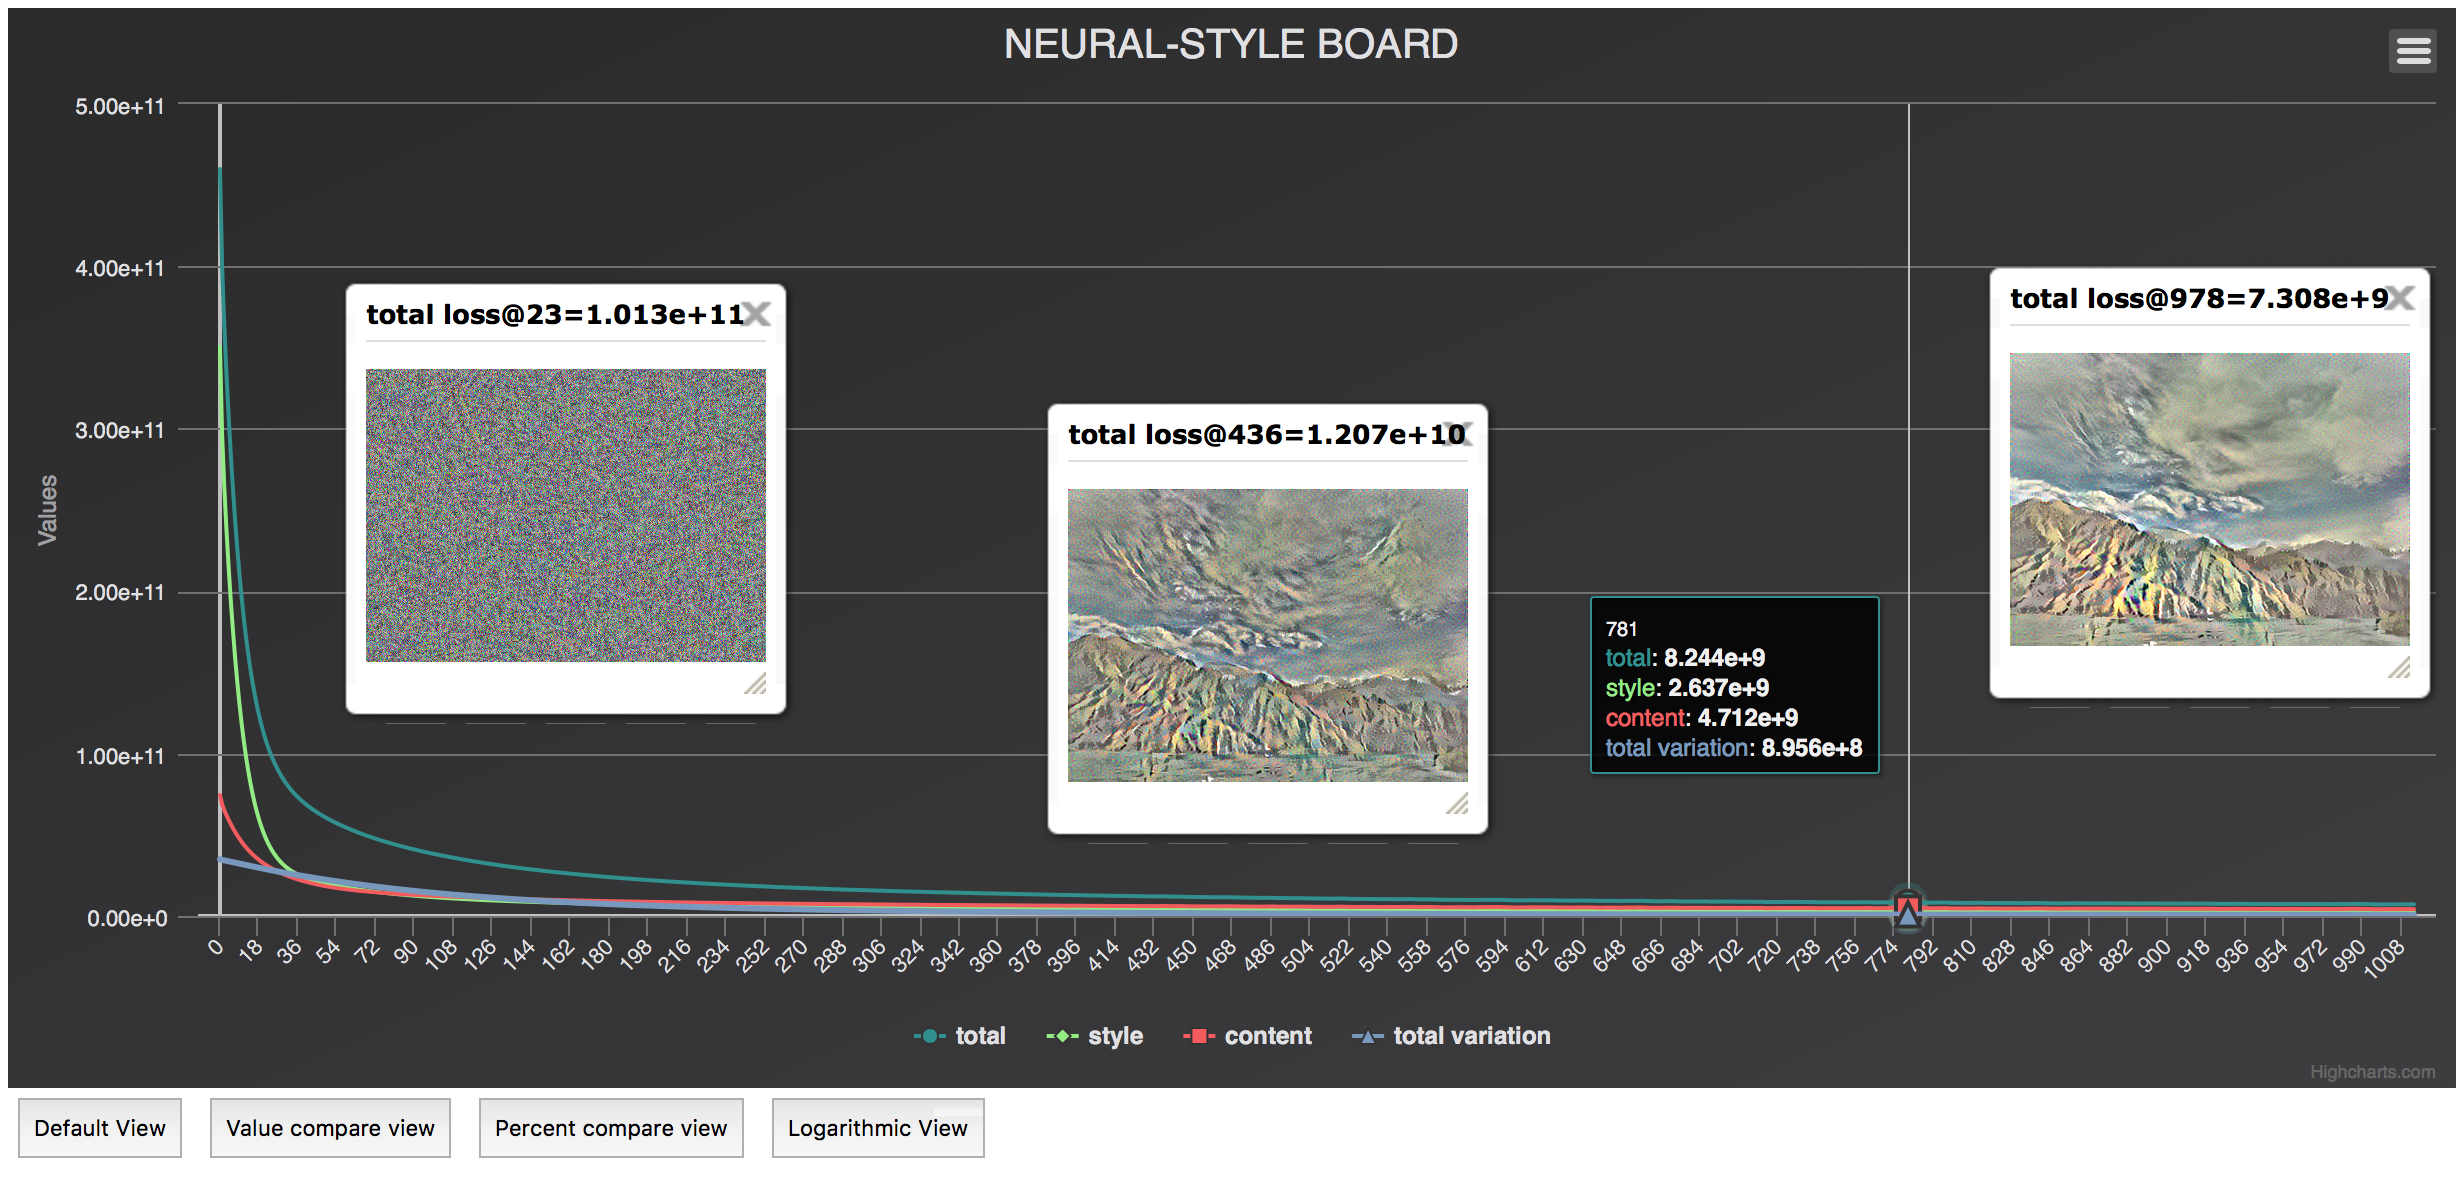 NEURAL-STYLE BOARD
5.00e+11
4.00e+11
3.00e+11
2.00e+11
1.00e+11
0.00e+0
Values
total loss@23=1.013e+11
total loss@436=1.207e+10
total loss@978=7.308e+9
781
total: 8.244e+9
style: 2.637e+9
content: 4.712e+9
total variation: 8.956e+8
0 18 36 54 72 90 108 126 144 162 180 198 216 234 252 270 288 306 324 342 360 378 396 414 432 450 468 486 504 522 540 558 576 594 612 630 648 666 684 702 720 738 756 774 792 810 828 846 864 882 900 918 936 954 972 990 1008
total style content total variation
Highcharts.com
Default View Value compare view Percent compare view Logarithmic View